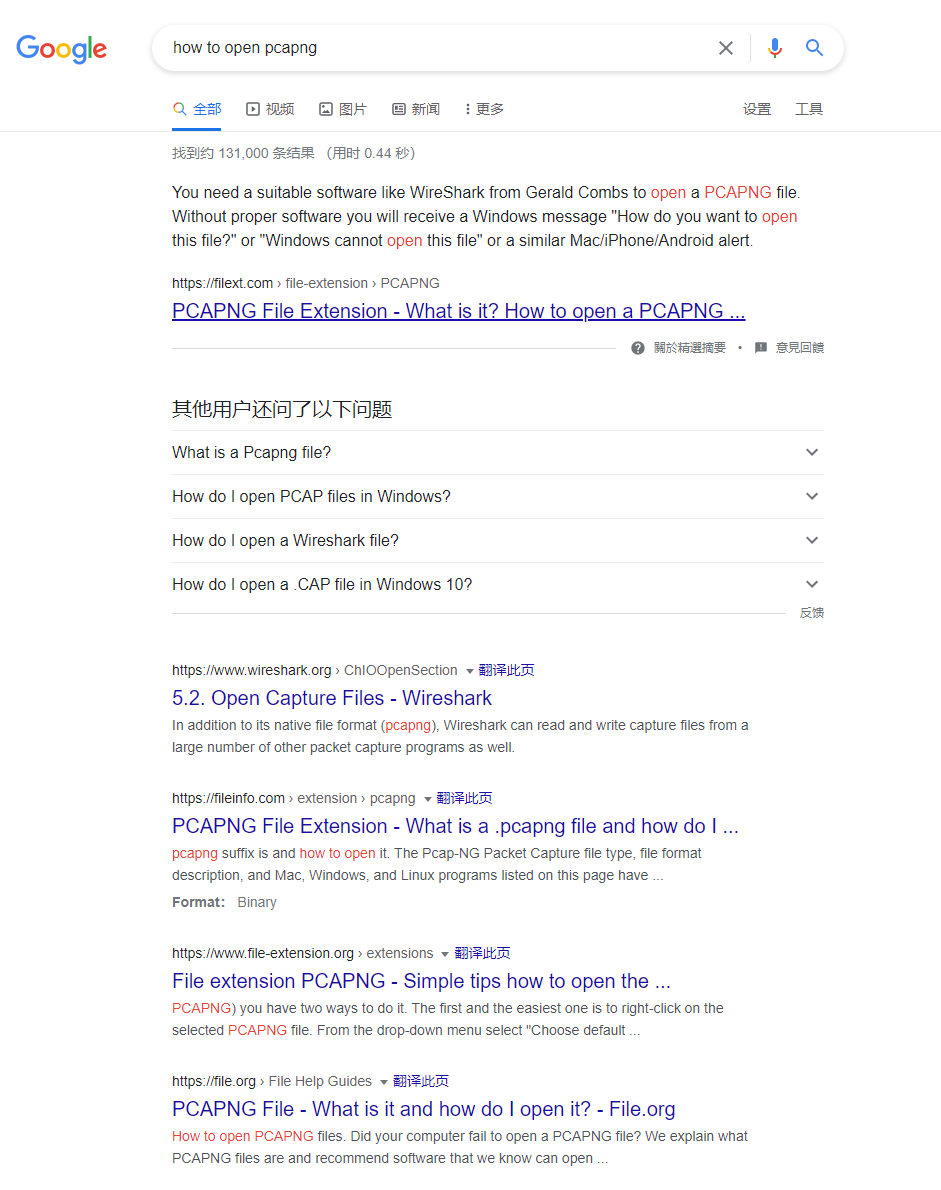 Google
how to open pcapng
全部
视频
图片
新闻
更多
设置
工具
找到约 131,000 条结果 （用时 0.44 秒）
You need a suitable software like WireShark from Gerald Combs to open a PCAPNG file.
Without proper software you will receive a Windows message "How do you want to open
this file?" or "Windows cannot open this file" or a similar Mac/iPhone/Android alert.
https://filext.com › file-extension › PCAPNG
PCAPNG File Extension - What is it? How to open a PCAPNG ...
關於精選摘要 • 意見回饋
其他用户还问了以下问题
What is a Pcapng file?
How do I open PCAP files in Windows?
How do I open a Wireshark file?
How do I open a .CAP file in Windows 10?
反馈
https://www.wireshark.org › ChIOOpenSection 翻译此页
5.2. Open Capture Files - Wireshark
In addition to its native file format (pcapng), Wireshark can read and write capture files from a
large number of other packet capture programs as well.
https://fileinfo.com › extension › pcapng 翻译此页
PCAPNG File Extension - What is a .pcapng file and how do I ...
pcapng suffix is and how to open it. The Pcap-NG Packet Capture file type, file format
description, and Mac, Windows, and Linux programs listed on this page have ...
Format: Binary
https://www.file-extension.org › extensions 翻译此页
File extension PCAPNG - Simple tips how to open the ...
PCAPNG) you have two ways to do it. The first and the easiest one is to right-click on the
selected PCAPNG file. From the drop-down menu select "Choose default ...
https://file.org › File Help Guides 翻译此页
PCAPNG File - What is it and how do I open it? - File.org
How to open PCAPNG files. Did your computer fail to open a PCAPNG file? We explain what
PCAPNG files are and recommend software that we know can open ...